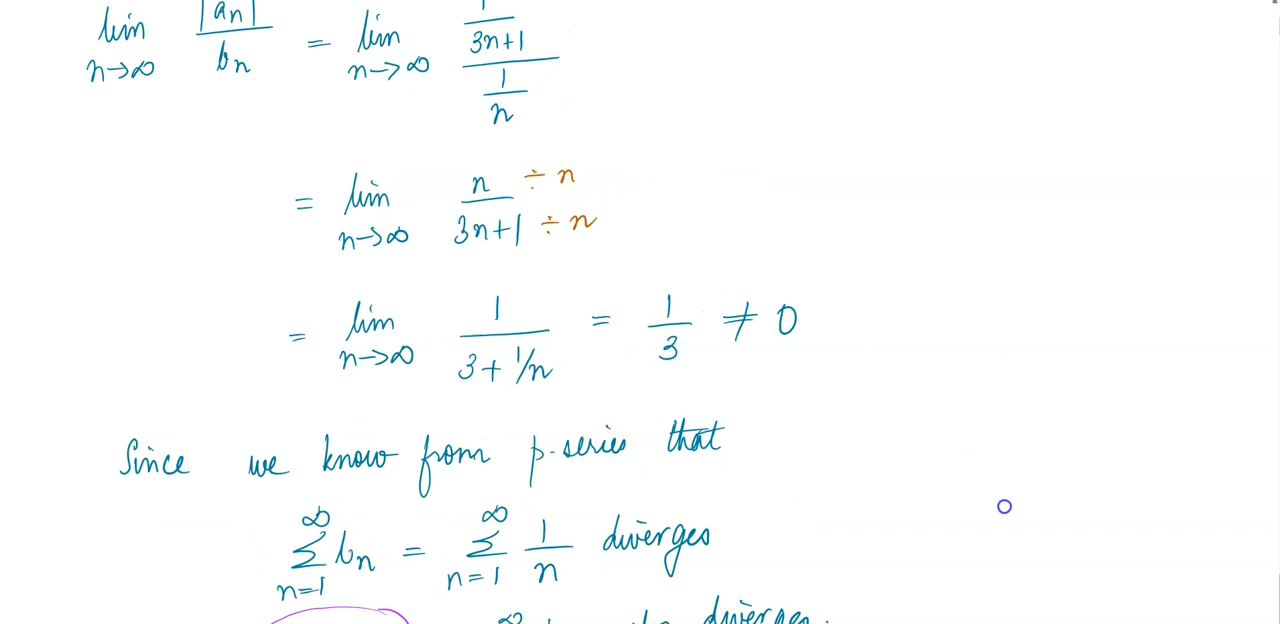 lim n→∞ |an| / bn = lim n→∞ 1/(3n+1) / 1/n
= lim n→∞ n ÷ n / 3n+1 ÷ n
= lim n→∞ 1 / (3 + 1/n) = 1/3 ≠ 0
Since we know from p-series that
∞ Σ n=1 bn = ∞ Σ n=1 1/n diverges
∞ diverges.